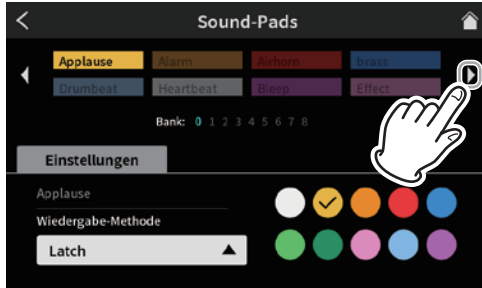 Sound-Pads
Applause Alarm Airhorn brass
Drumbeat Heartbeat Bleep Effect
Bank: 0 1 2 3 4 5 6 7 8
Einstellungen
Applause
Wiedergabe-Methode
Latch